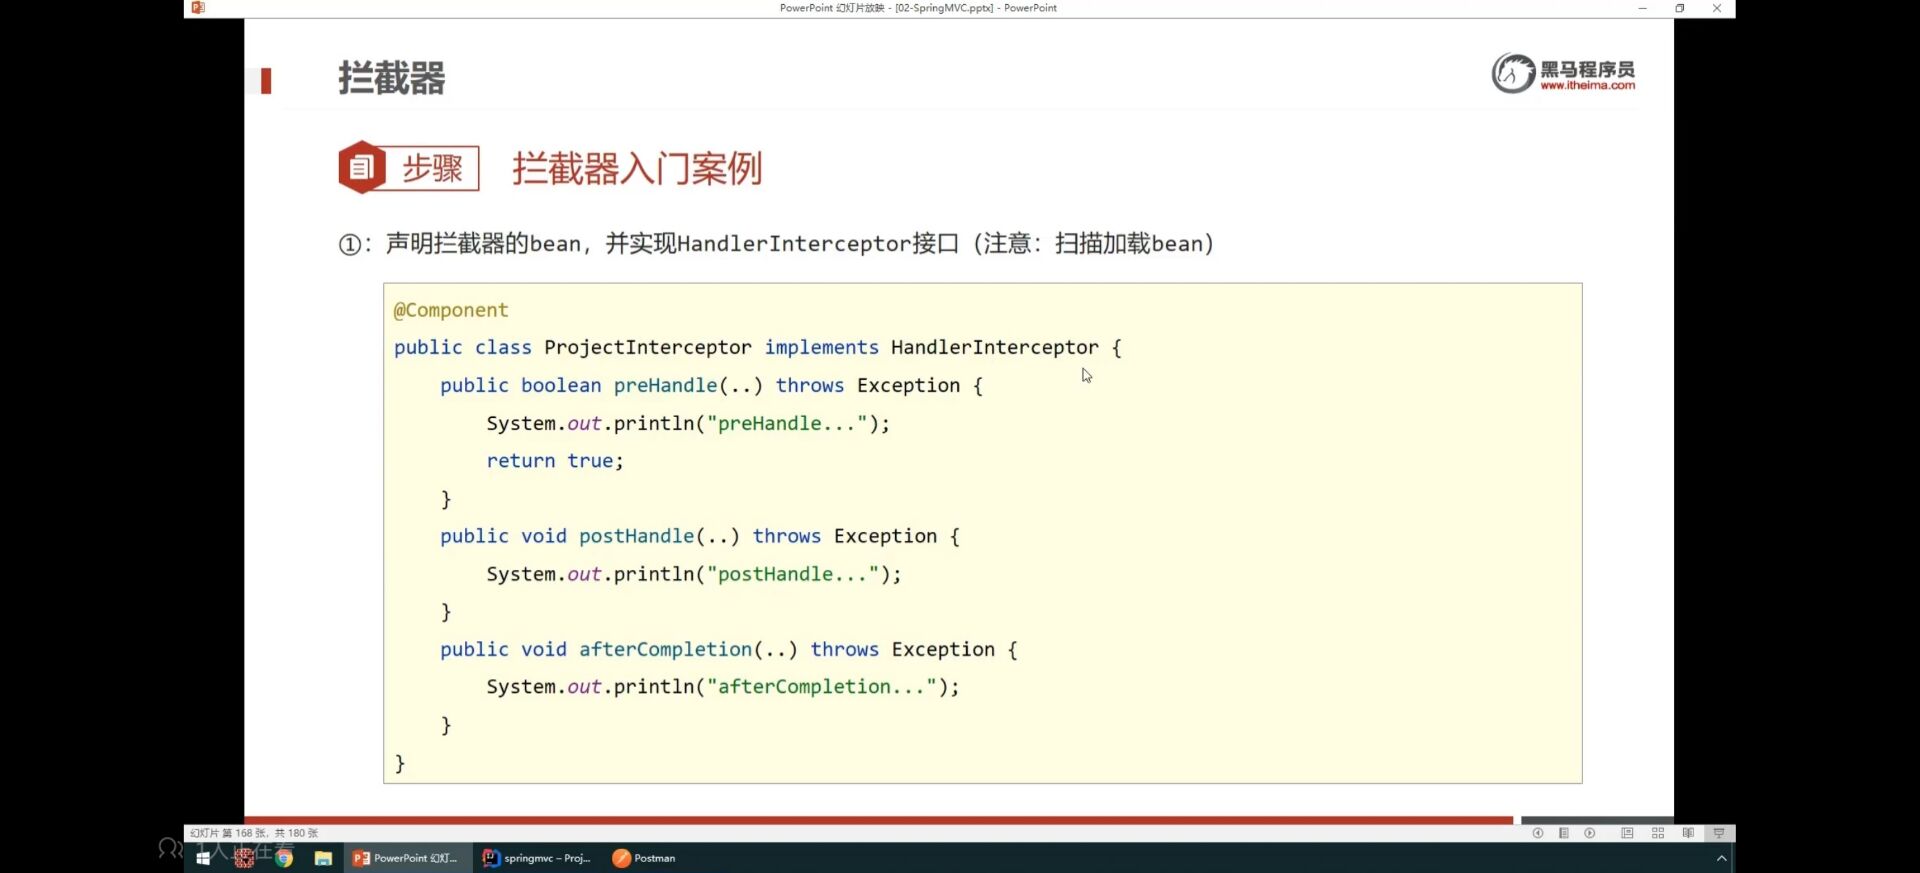 PowerPoint 幻灯片放映 - [02-SpringMVC.pptx] - PowerPoint
拦截器
黑马程序员
www.itheima.com
步骤 拦截器入门案例
①：声明拦截器的bean，并实现HandlerInterceptor接口（注意：扫描加载bean）
@Component
public class ProjectInterceptor implements HandlerInterceptor {
    public boolean preHandle(..) throws Exception {
        System.out.println("preHandle...");
        return true;
    }
    public void postHandle(..) throws Exception {
        System.out.println("postHandle...");
    }
    public void afterCompletion(..) throws Exception {
        System.out.println("afterCompletion...");
    }
}
幻灯片 第 168 张，共 180 张
1人正在看
PowerPoint 幻灯...
springmvc – Proj...
Postman